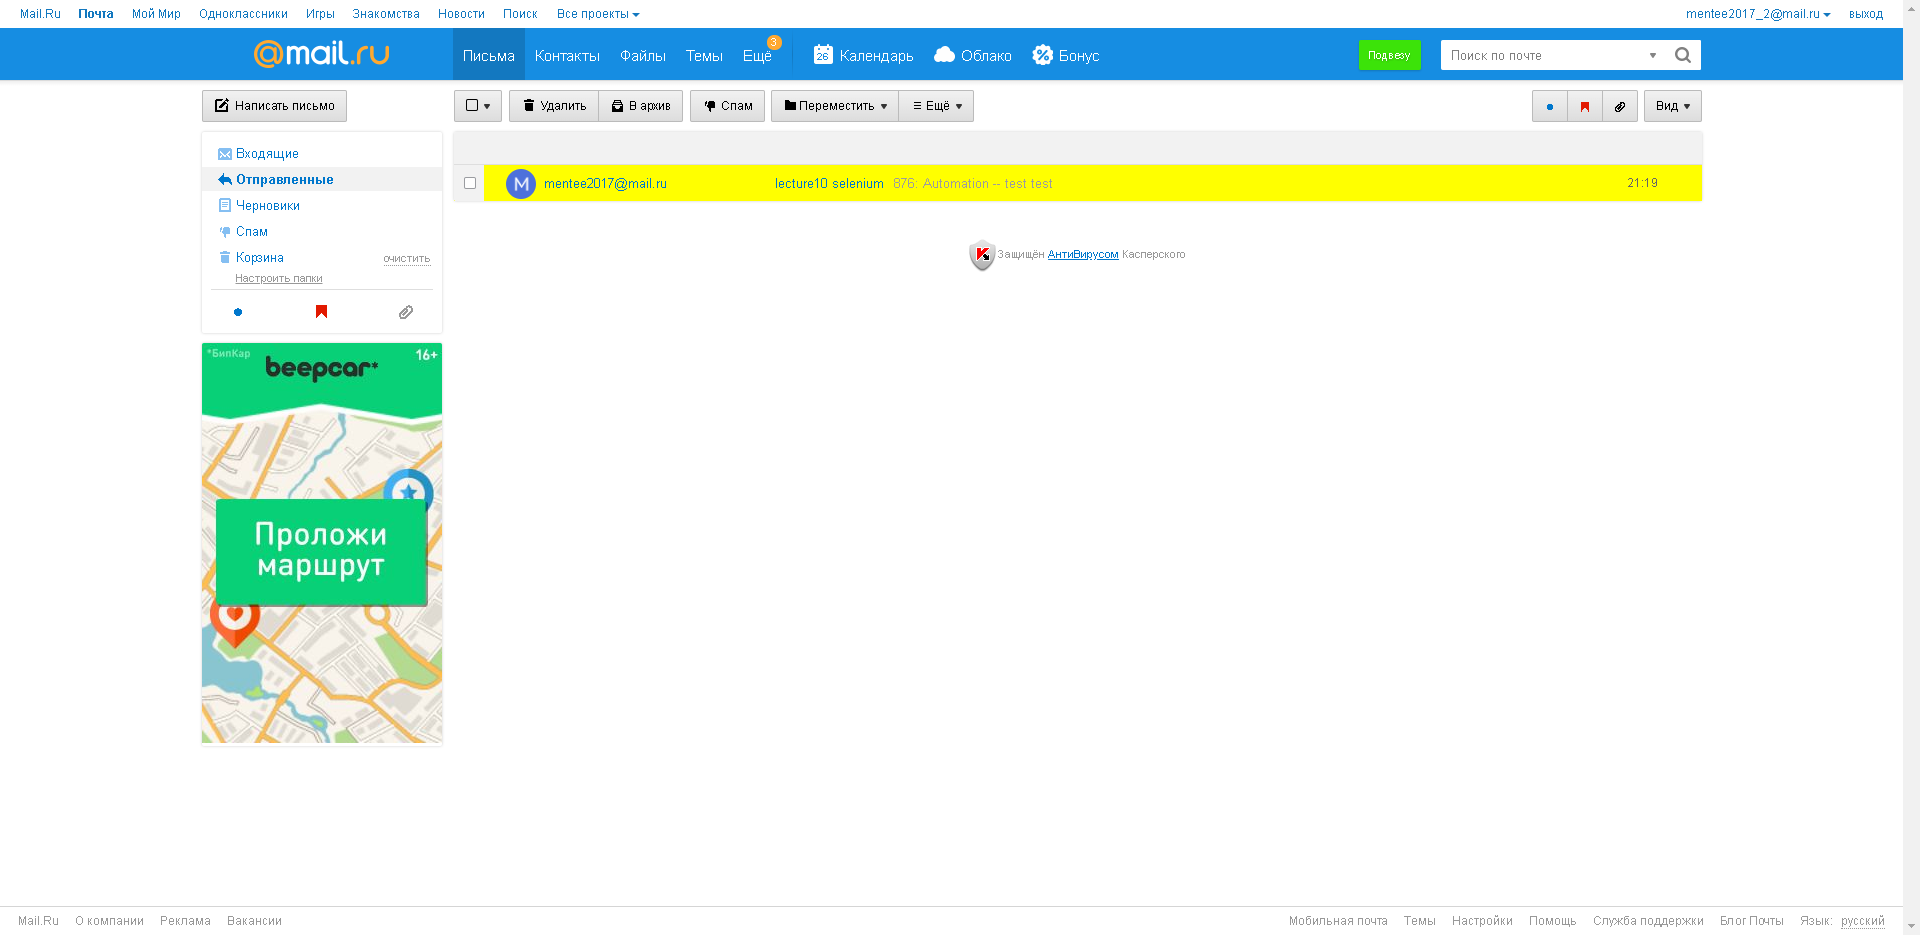 Mail.Ru Почта Мой Мир Одноклассники Игры Знакомства Новости Поиск Все проекты mentee2017_2@mail.ru выход
@mail.ru Письма Контакты Файлы Темы Ещё 3 26 Календарь Облако Бонус Подвезу Поиск по почте
Написать письмо Удалить В архив Спам Переместить Ещё Вид
Входящие
Отправленные
M mentee2017@mail.ru lecture10 selenium 876: Automation -- test test 21:19
Черновики
Спам
Корзина очистить
Настроить папки
Защищён АнтиВирусом Касперского
*БипКар 16+
beepcar*
Проложи
маршрут
Mail.Ru О компании Реклама Вакансии Мобильная почта Темы Настройки Помощь Служба поддержки Блог Почты Язык: русский